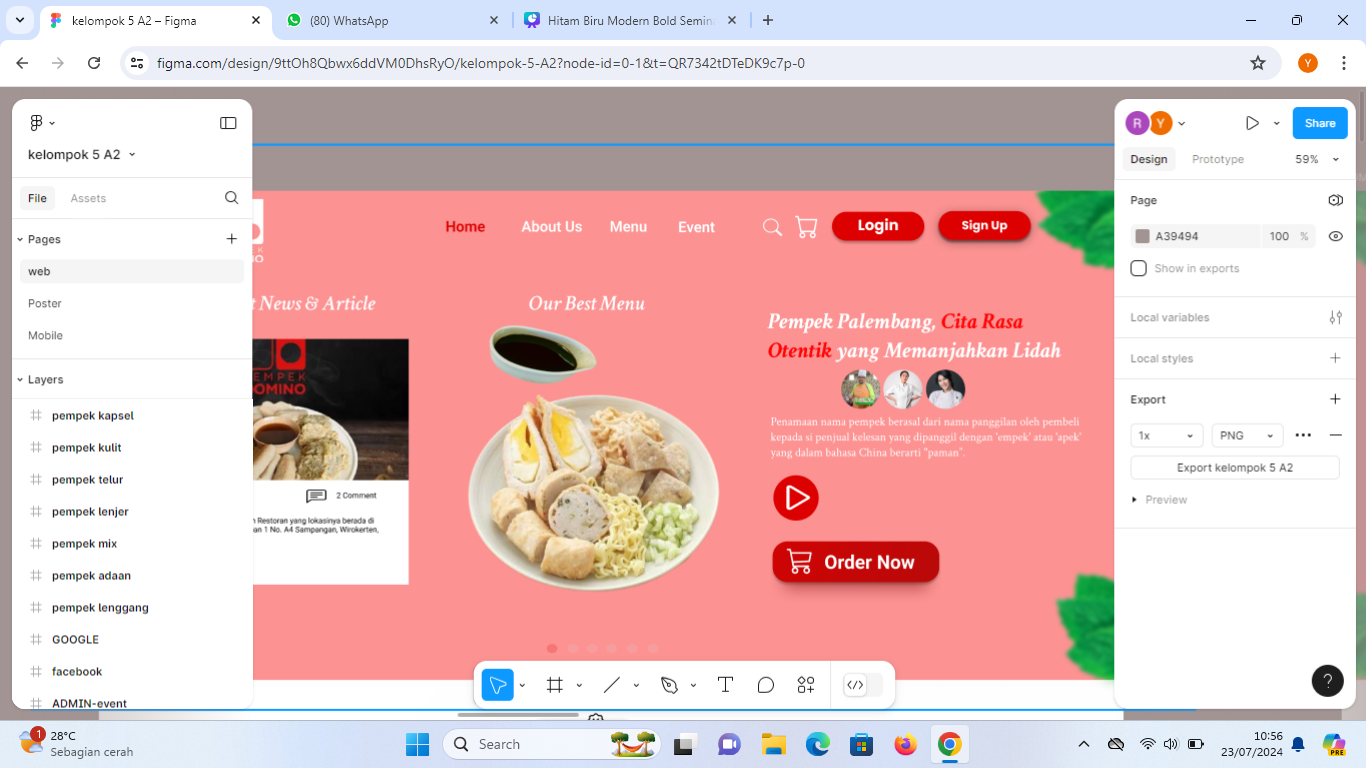 kelompok 5 A2 – Figma
(80) WhatsApp
Hitam Biru Modern Bold Semin
figma.com/design/9ttOh8Qbwx6ddVM0DhsRyO/kelompok-5-A2?node-id=0-1&t=QR7342tDTeDK9c7p-0
Y
kelompok 5 A2
File
Assets
Pages
web
Poster
Mobile
Layers
pempek kapsel
pempek kulit
pempek telur
pempek lenjer
pempek mix
pempek adaan
pempek lenggang
GOOGLE
facebook
ADMIN-event
Home
About Us
Menu
Event
Login
Sign Up
News & Article
2 Comment
Restoran yang lokasinya berada di
1 No. A4 Sampangan, Wirokerten,
Our Best Menu
Pempek Palembang, Cita Rasa
Otentik yang Memanjahkan Lidah
Penamaan nama pempek berasal dari nama panggilan oleh pembeli
kepada si penjual kelesan yang dipanggil dengan 'empek' atau 'apek'
yang dalam bahasa China berarti "paman".
Order Now
R
Y
Share
Design
Prototype
59%
Page
A39494
100
%
Show in exports
Local variables
Local styles
Export
1x
PNG
Export kelompok 5 A2
Preview
?
1
28°C
Sebagian cerah
Search
10:56
23/07/2024
PRE